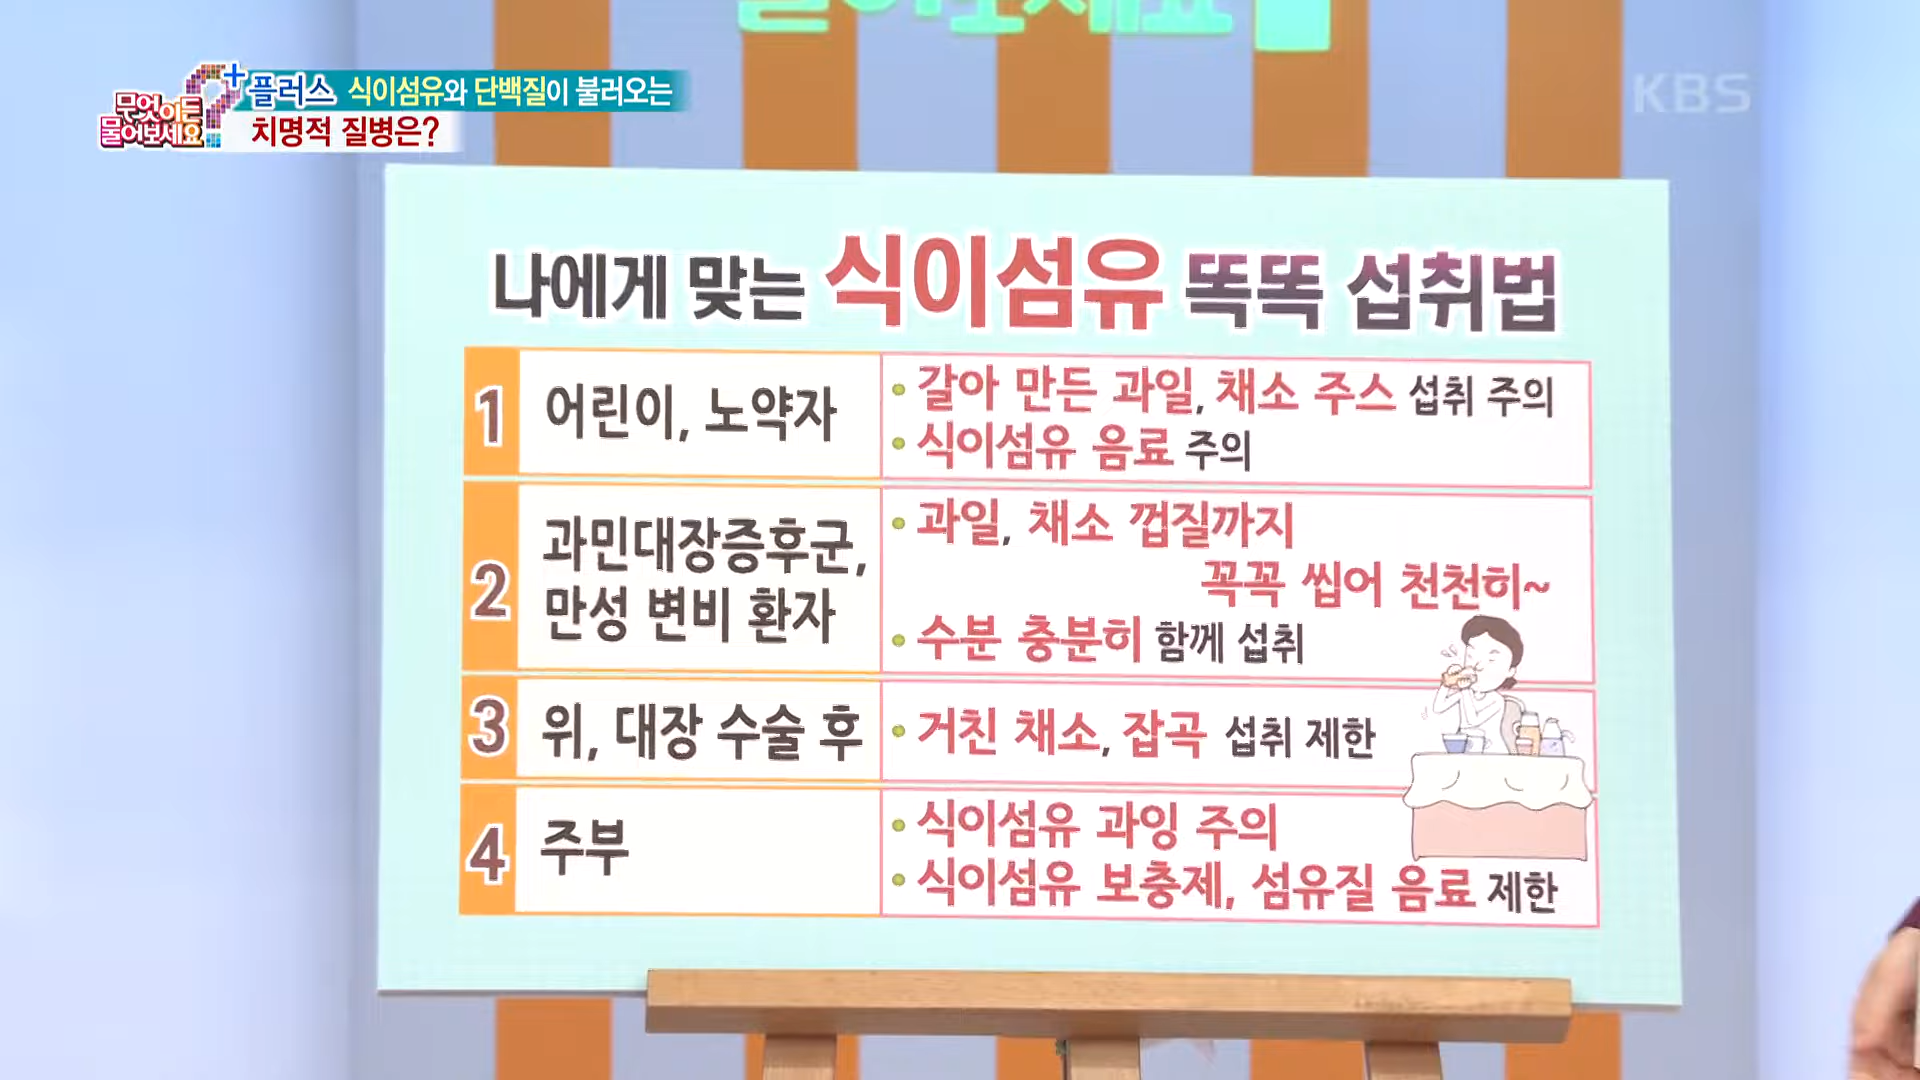 물어보세요
무엇이든
물어보세요
플러스 식이섬유와 단백질이 불러오는
치명적 질병은?
KBS
나에게 맞는 식이섬유 똑똑 섭취법
1 어린이, 노약자
• 갈아 만든 과일, 채소 주스 섭취 주의
• 식이섬유 음료 주의
2 과민대장증후군,
만성 변비 환자
• 과일, 채소 껍질까지
꼭꼭 씹어 천천히~
• 수분 충분히 함께 섭취
3 위, 대장 수술 후
• 거친 채소, 잡곡 섭취 제한
4 주부
• 식이섬유 과잉 주의
• 식이섬유 보충제, 섬유질 음료 제한